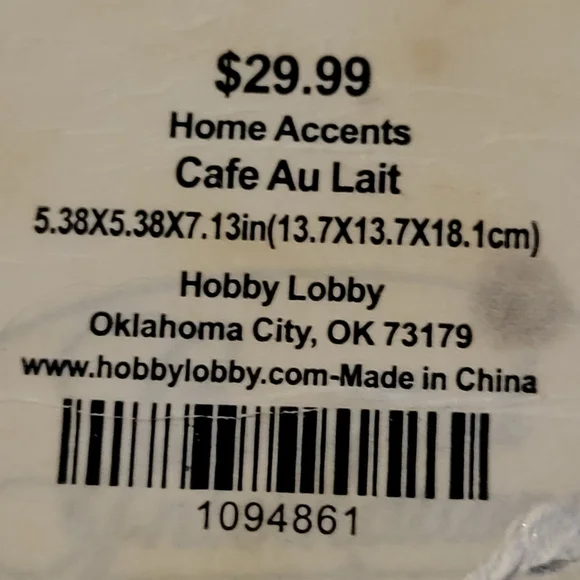 $29.99
Home Accents
Cafe Au Lait
5.38X5.38X7.13in(13.7X13.7X18.1cm)
Hobby Lobby
Oklahoma City, OK 73179
www.hobbylobby.com-Made in China
1094861